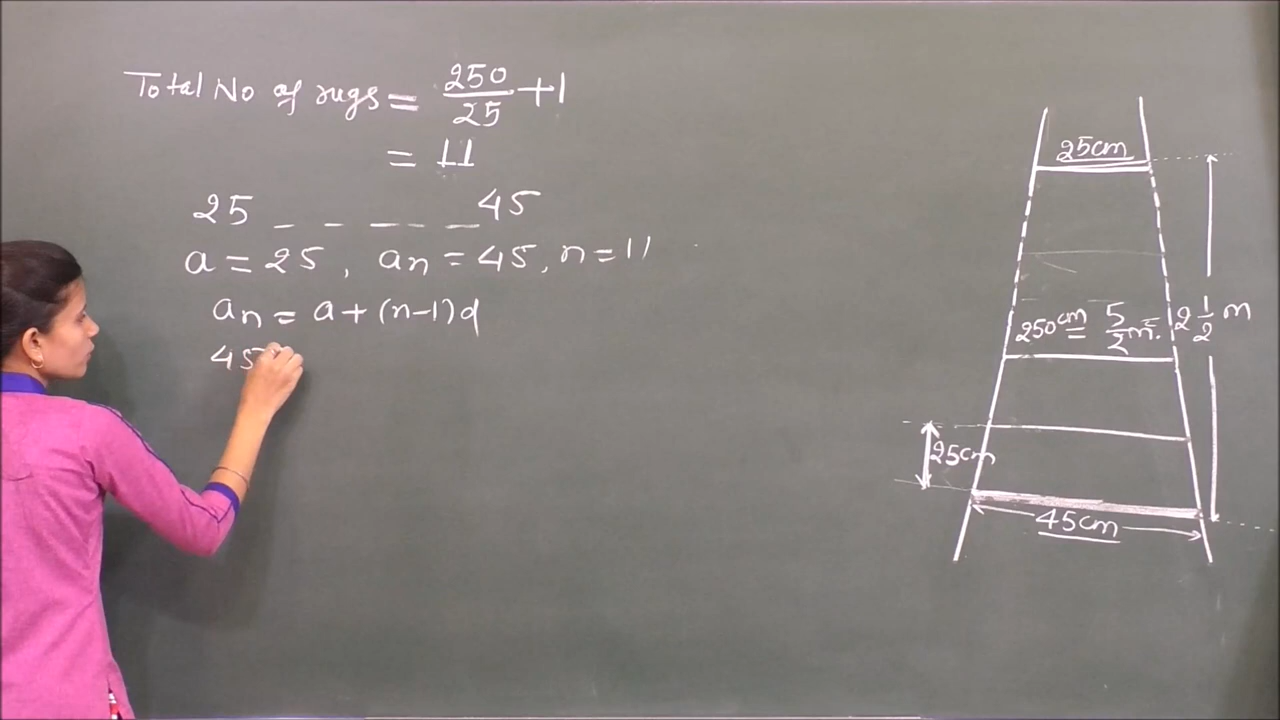 Total No of rugs = 250/25 + 1
= 11
25 _ _ _ _ _ 45
a = 25, an = 45, n = 11
an = a + (n-1)d
45
25cm
250cm = 5/2 m.
2 1/2 m
25cm
45cm